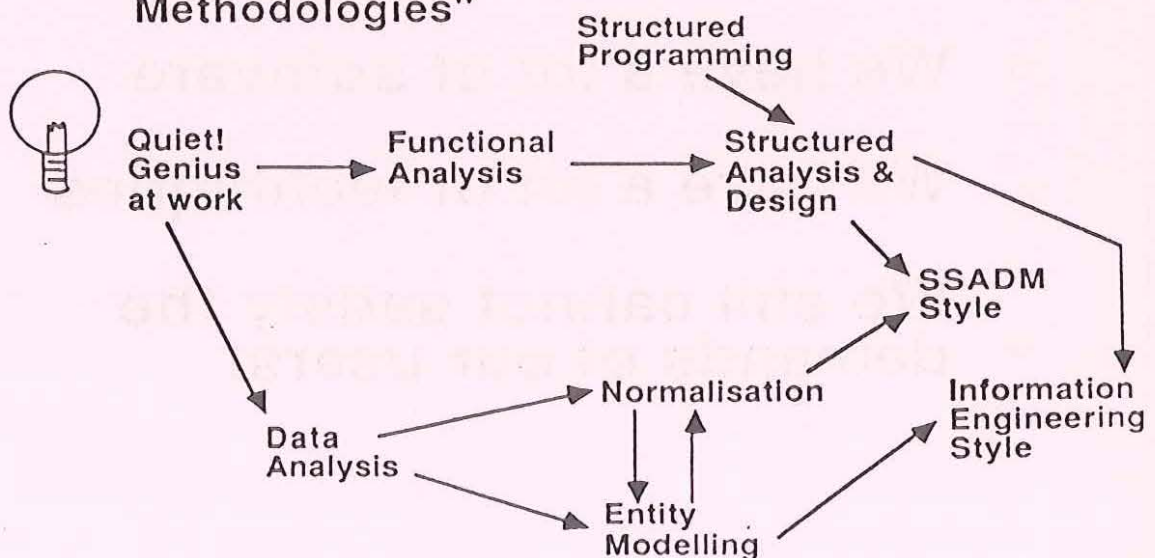 Methodologies"
Structured
Programming
Quiet!
Genius
at work
Functional
Analysis
Structured
Analysis &
Design
SSADM
Style
Normalisation
Information
Engineering
Style
Data
Analysis
Entity
Modelling